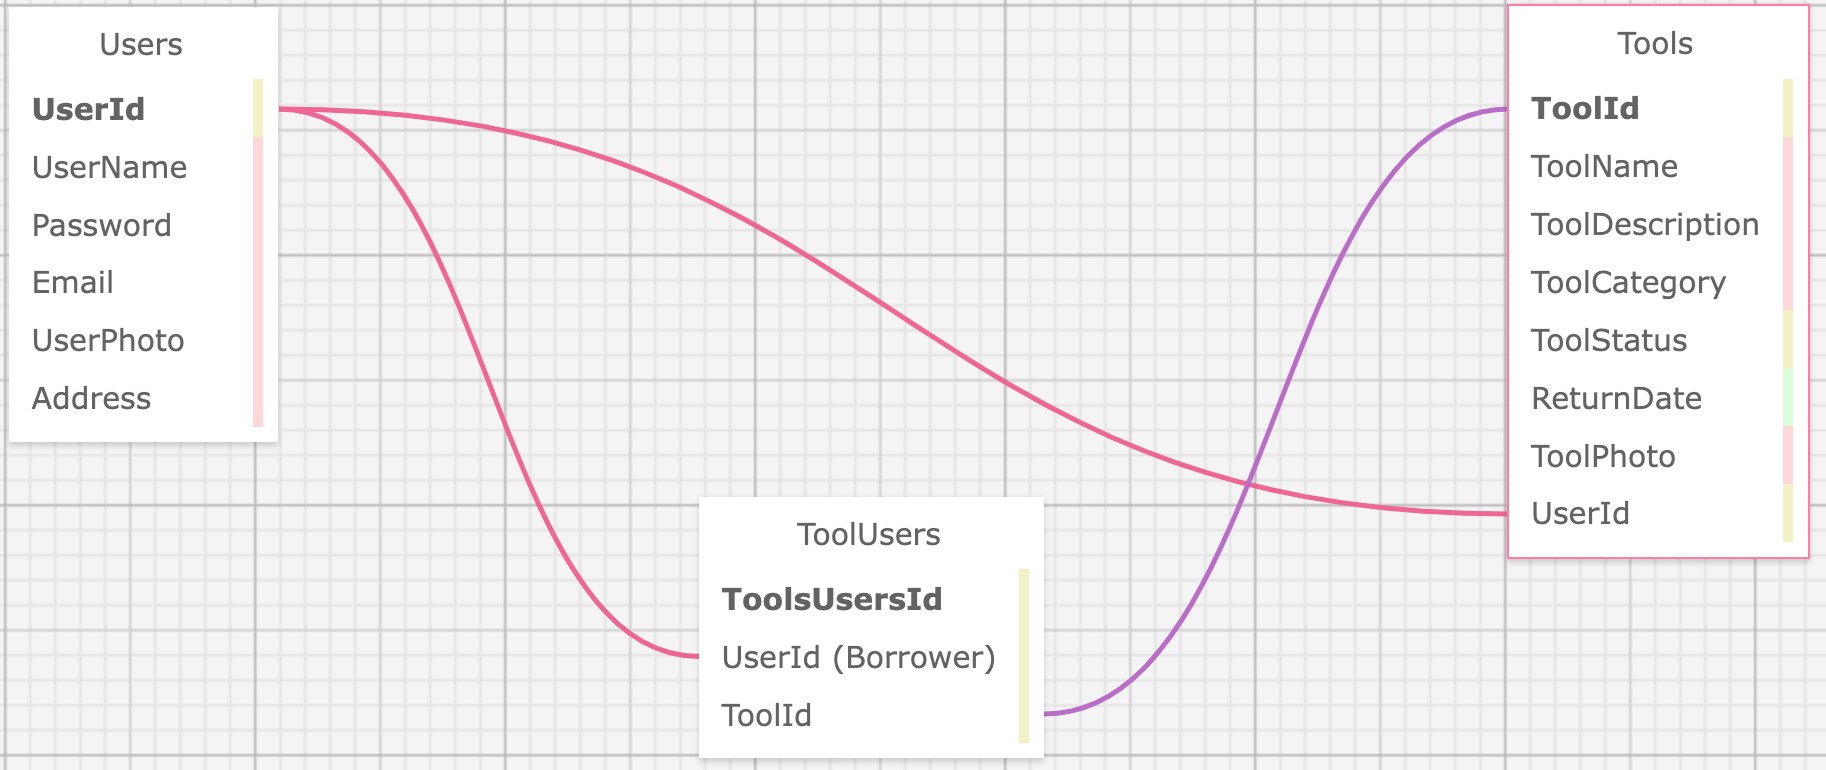 Users
UserId
UserName
Password
Email
UserPhoto
Address
ToolUsers
ToolsUsersId
UserId (Borrower)
ToolId
Tools
ToolId
ToolName
ToolDescription
ToolCategory
ToolStatus
ReturnDate
ToolPhoto
UserId